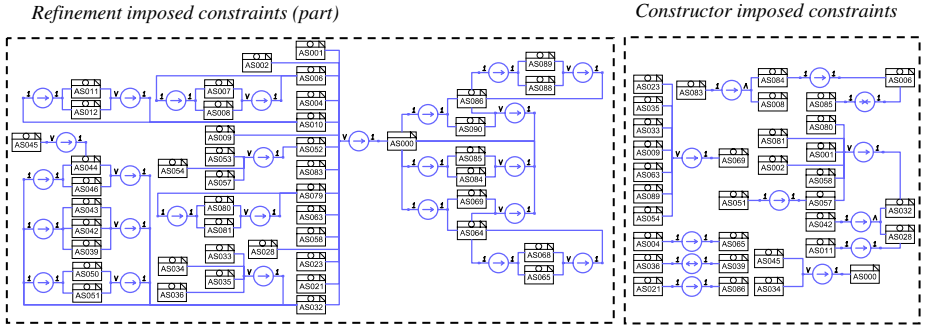 Refinement imposed constraints (part)
Constructor imposed constraints
AS001
AS002
AS006
AS011
AS007
AS012
AS008
AS004
AS010
AS009
AS045
AS052
AS053
AS054
AS057
AS083
AS044
AS046
AS079
AS043
AS080
AS042
AS081
AS063
AS039
AS058
AS033
AS028
AS034
AS023
AS050
AS035
AS021
AS051
AS036
AS032
AS000
AS089
AS088
AS086
AS090
AS085
AS084
AS069
AS064
AS068
AS065
AS023
AS035
AS033
AS009
AS063
AS089
AS054
AS069
AS083
AS084
AS008
AS006
AS085
AS080
AS081
AS001
AS002
AS058
AS051
AS057
AS032
AS042
AS028
AS011
AS004
AS065
AS036
AS039
AS021
AS086
AS045
AS034
AS000